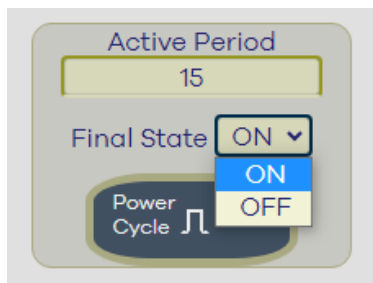 Active Period
15
Final State ON
ON
OFF
Power
Cycle